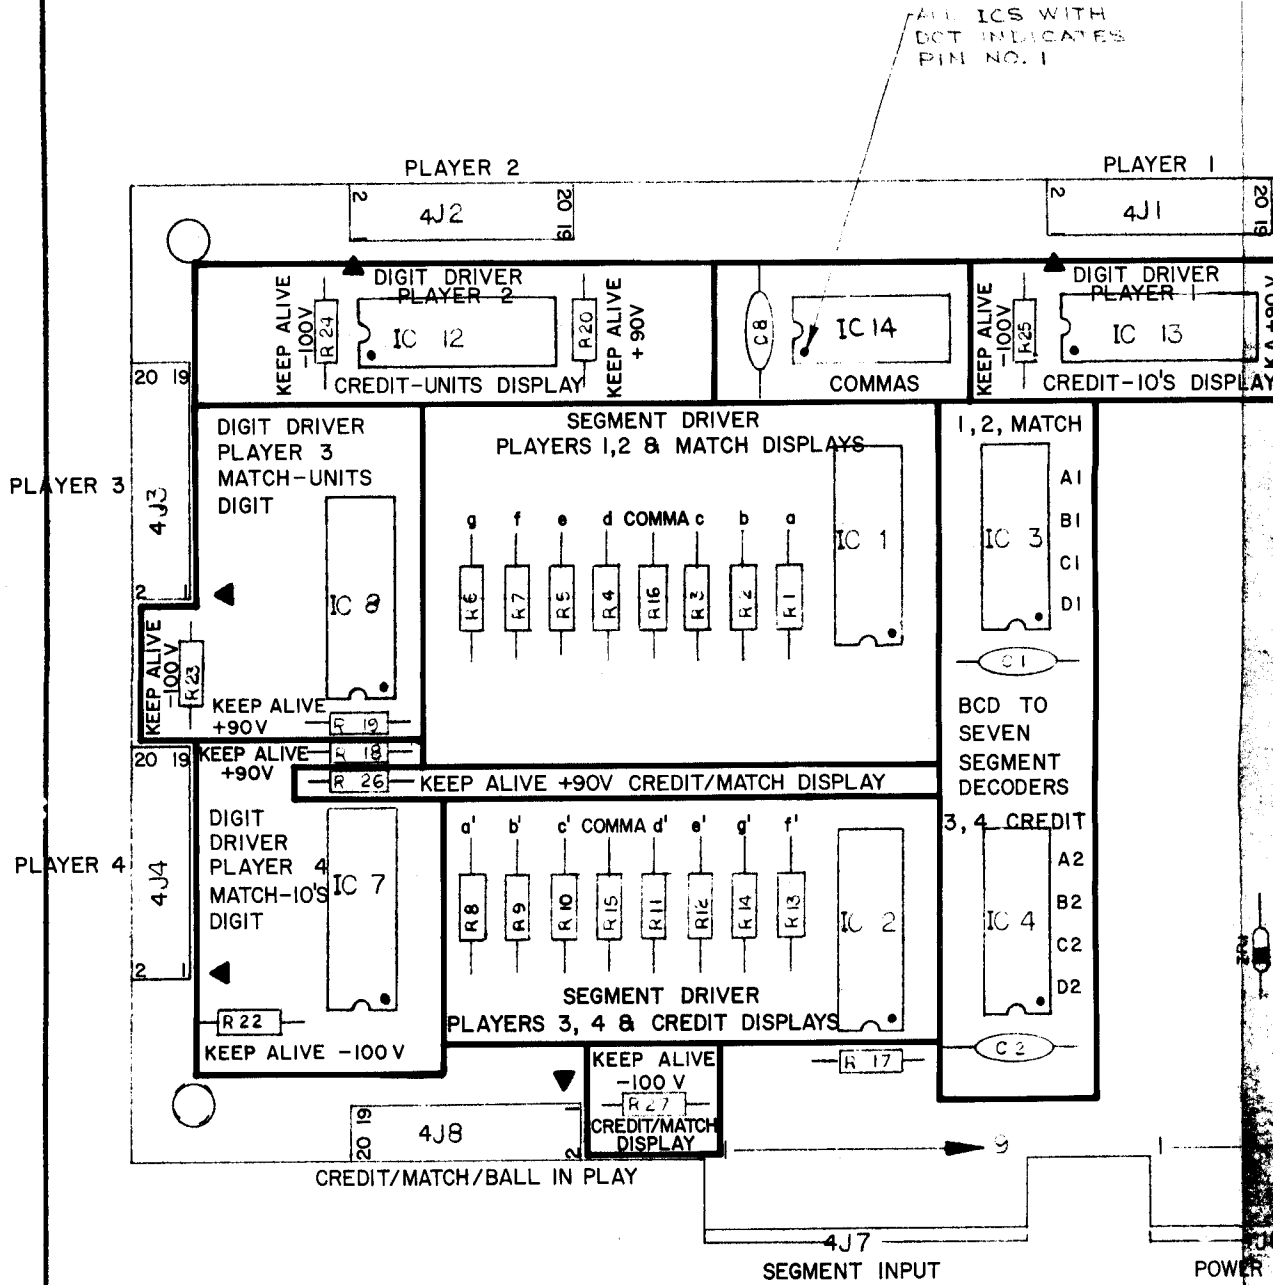 ALL ICS WITH
DOT INDICATES
PIN NO. 1
PLAYER 2
PLAYER 1
2
20 19
4J2
1
2
20 19
4J1
1
DIGIT DRIVER
PLAYER 2
KEEP ALIVE
-100V
R24
IC 12
R20
KEEP ALIVE
+90V
CREDIT-UNITS DISPLAY
C8
IC 14
COMMAS
DIGIT DRIVER
PLAYER 1
KEEP ALIVE
-100V
R25
IC 13
K A +90V
CREDIT-10'S DISPLAY
20 19
PLAYER 3
4J3
2 1
DIGIT DRIVER
PLAYER 3
MATCH-UNITS
DIGIT
IC 8
KEEP ALIVE
-100V
R23
KEEP ALIVE
+90V
R 19
SEGMENT DRIVER
PLAYERS 1,2 & MATCH DISPLAYS
g f e d COMMA c b a
R6 R7 R5 R4 R16 R3 R2 R1
IC 1
1, 2, MATCH
IC 3
A1
B1
C1
D1
C1
BCD TO
SEVEN
SEGMENT
DECODERS
20 19
KEEP ALIVE
+90V
R 18
R 26
KEEP ALIVE +90V CREDIT/MATCH DISPLAY
PLAYER 4
4J4
2 1
DIGIT
DRIVER
PLAYER 4
MATCH-10'S
DIGIT
IC 7
R22
KEEP ALIVE -100V
a' b' c' COMMA d' e' g' f'
R8 R9 R10 R15 R11 R12 R14 R13
IC 2
SEGMENT DRIVER
PLAYERS 3, 4 & CREDIT DISPLAYS
3, 4 CREDIT
IC 4
A2
B2
C2
D2
C2
R 17
KEEP ALIVE
-100 V
R27
CREDIT/MATCH
DISPLAY
20 19
4J8
1
2
CREDIT/MATCH/BALL IN PLAY
1
9
1
4J7
SEGMENT INPUT
POWER